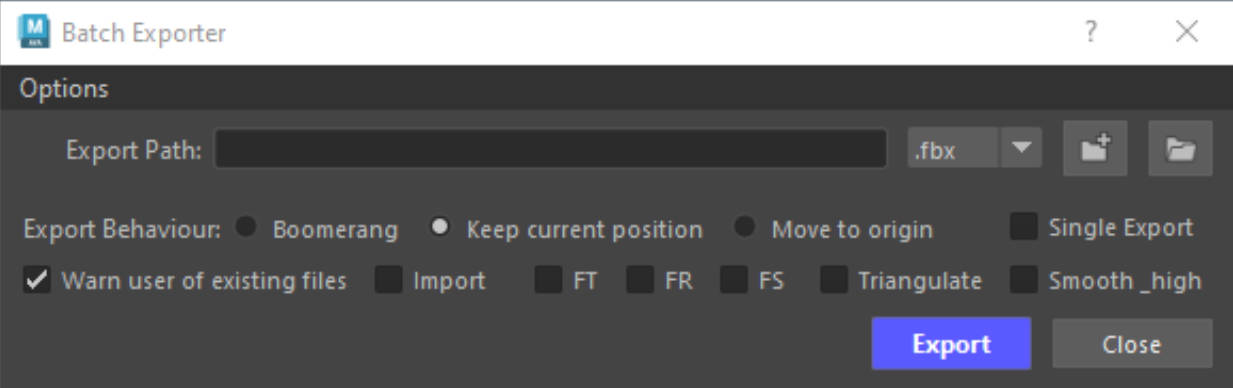 Batch Exporter
Options
Export Path: .fbx
Export Behaviour: Boomerang Keep current position Move to origin Single Export
Warn user of existing files Import FT FR FS Triangulate Smooth _high
Export Close